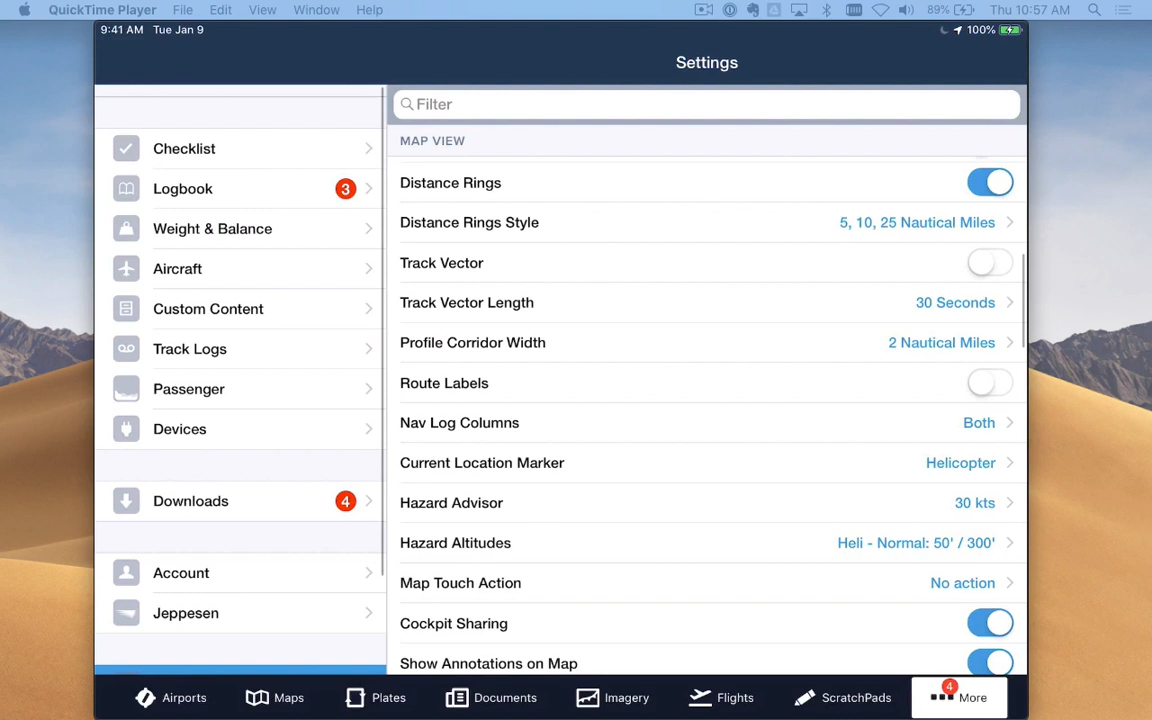 QuickTime Player File Edit View Window Help 89% Thu 10:57 AM
9:41 AM Tue Jan 9 100%
Settings
Filter
MAP VIEW
Checklist
Logbook 3
Weight & Balance
Aircraft
Custom Content
Track Logs
Passenger
Devices
Downloads 4
Account
Jeppesen
Distance Rings
Distance Rings Style 5, 10, 25 Nautical Miles
Track Vector
Track Vector Length 30 Seconds
Profile Corridor Width 2 Nautical Miles
Route Labels
Nav Log Columns Both
Current Location Marker Helicopter
Hazard Advisor 30 kts
Hazard Altitudes Heli - Normal: 50' / 300'
Map Touch Action No action
Cockpit Sharing
Show Annotations on Map
Airports Maps Plates Documents Imagery Flights ScratchPads 4 More